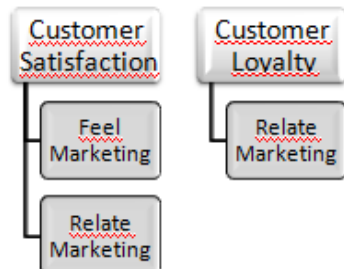 Customer
Satisfaction
Feel
Marketing
Relate
Marketing
Customer
Loyalty
Relate
Marketing